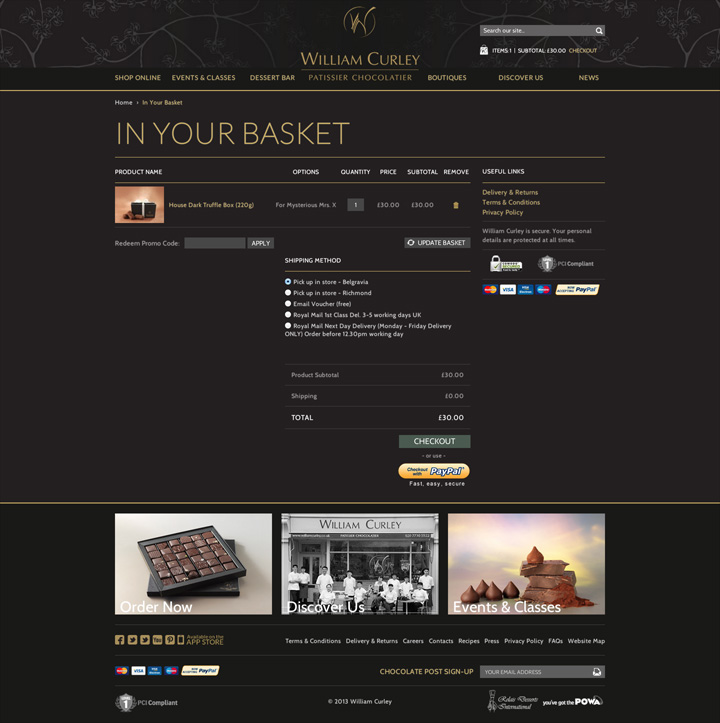 Search our site..
ITEMS 1 | SUBTOTAL £30.00 CHECKOUT
WILLIAM CURLEY
PATISSIER CHOCOLATIER
SHOP ONLINE EVENTS & CLASSES DESSERT BAR BOUTIQUES DISCOVER US NEWS
Home › In Your Basket
IN YOUR BASKET
PRODUCT NAME OPTIONS QUANTITY PRICE SUBTOTAL REMOVE
House Dark Truffle Box (230g) For Mysterious Mrs. X 1 £30.00 £30.00
Redeem Promo Code: APPLY UPDATE BASKET
SHIPPING METHOD
Pick up in store - Belgravia
Pick up in store - Richmond
Email Voucher (free)
Royal Mail 1st Class Del. 3-5 working days UK
Royal Mail Next Day Delivery (Monday - Friday Delivery
ONLY) Order before 12.30pm working day
Product Subtotal £30.00
Shipping £0.00
TOTAL £30.00
CHECKOUT
- or use -
Checkout with PayPal
Fast, easy, secure
USEFUL LINKS
Delivery & Returns
Terms & Conditions
Privacy Policy
William Curley is secure. Your personal
details are protected at all times.
PCI Compliant
VISA
NOW ACCEPTING PayPal
Order Now
WILLIAM CURLEY
PATISSIER CHOCOLATIER
Discover Us
Events & Classes
Available on the
APP STORE
Terms & Conditions Delivery & Returns Careers Contacts Recipes Press Privacy Policy FAQs Website Map
VISA
NOW ACCEPTING PayPal
CHOCOLATE POST SIGN-UP YOUR EMAIL ADDRESS
PCI Compliant
© 2013 William Curley
Relais Desserts
International
you've got the POWA